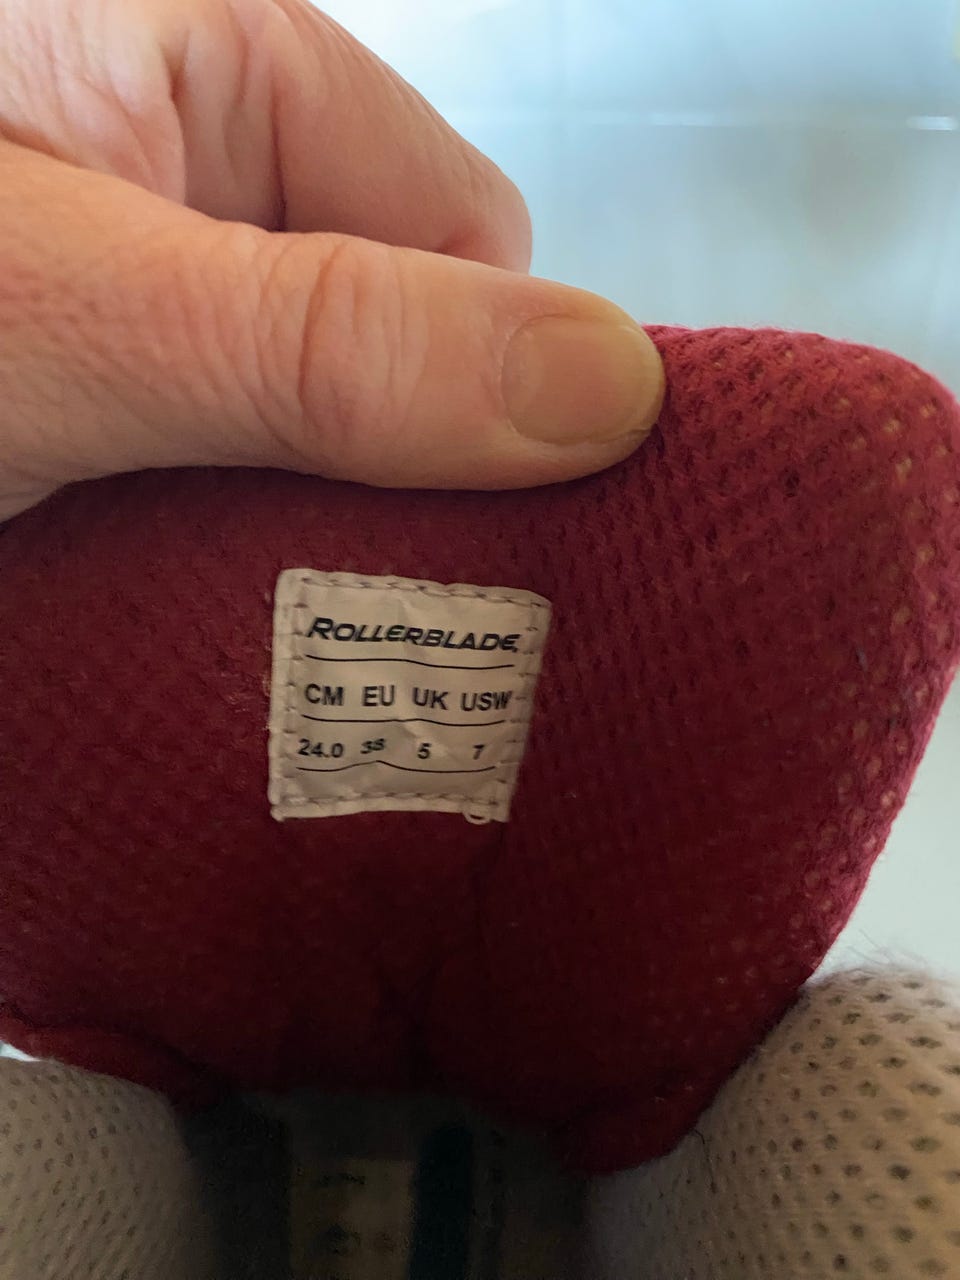 ROLLERBLADE.
CM EU UK USW
24.0 38 5 7